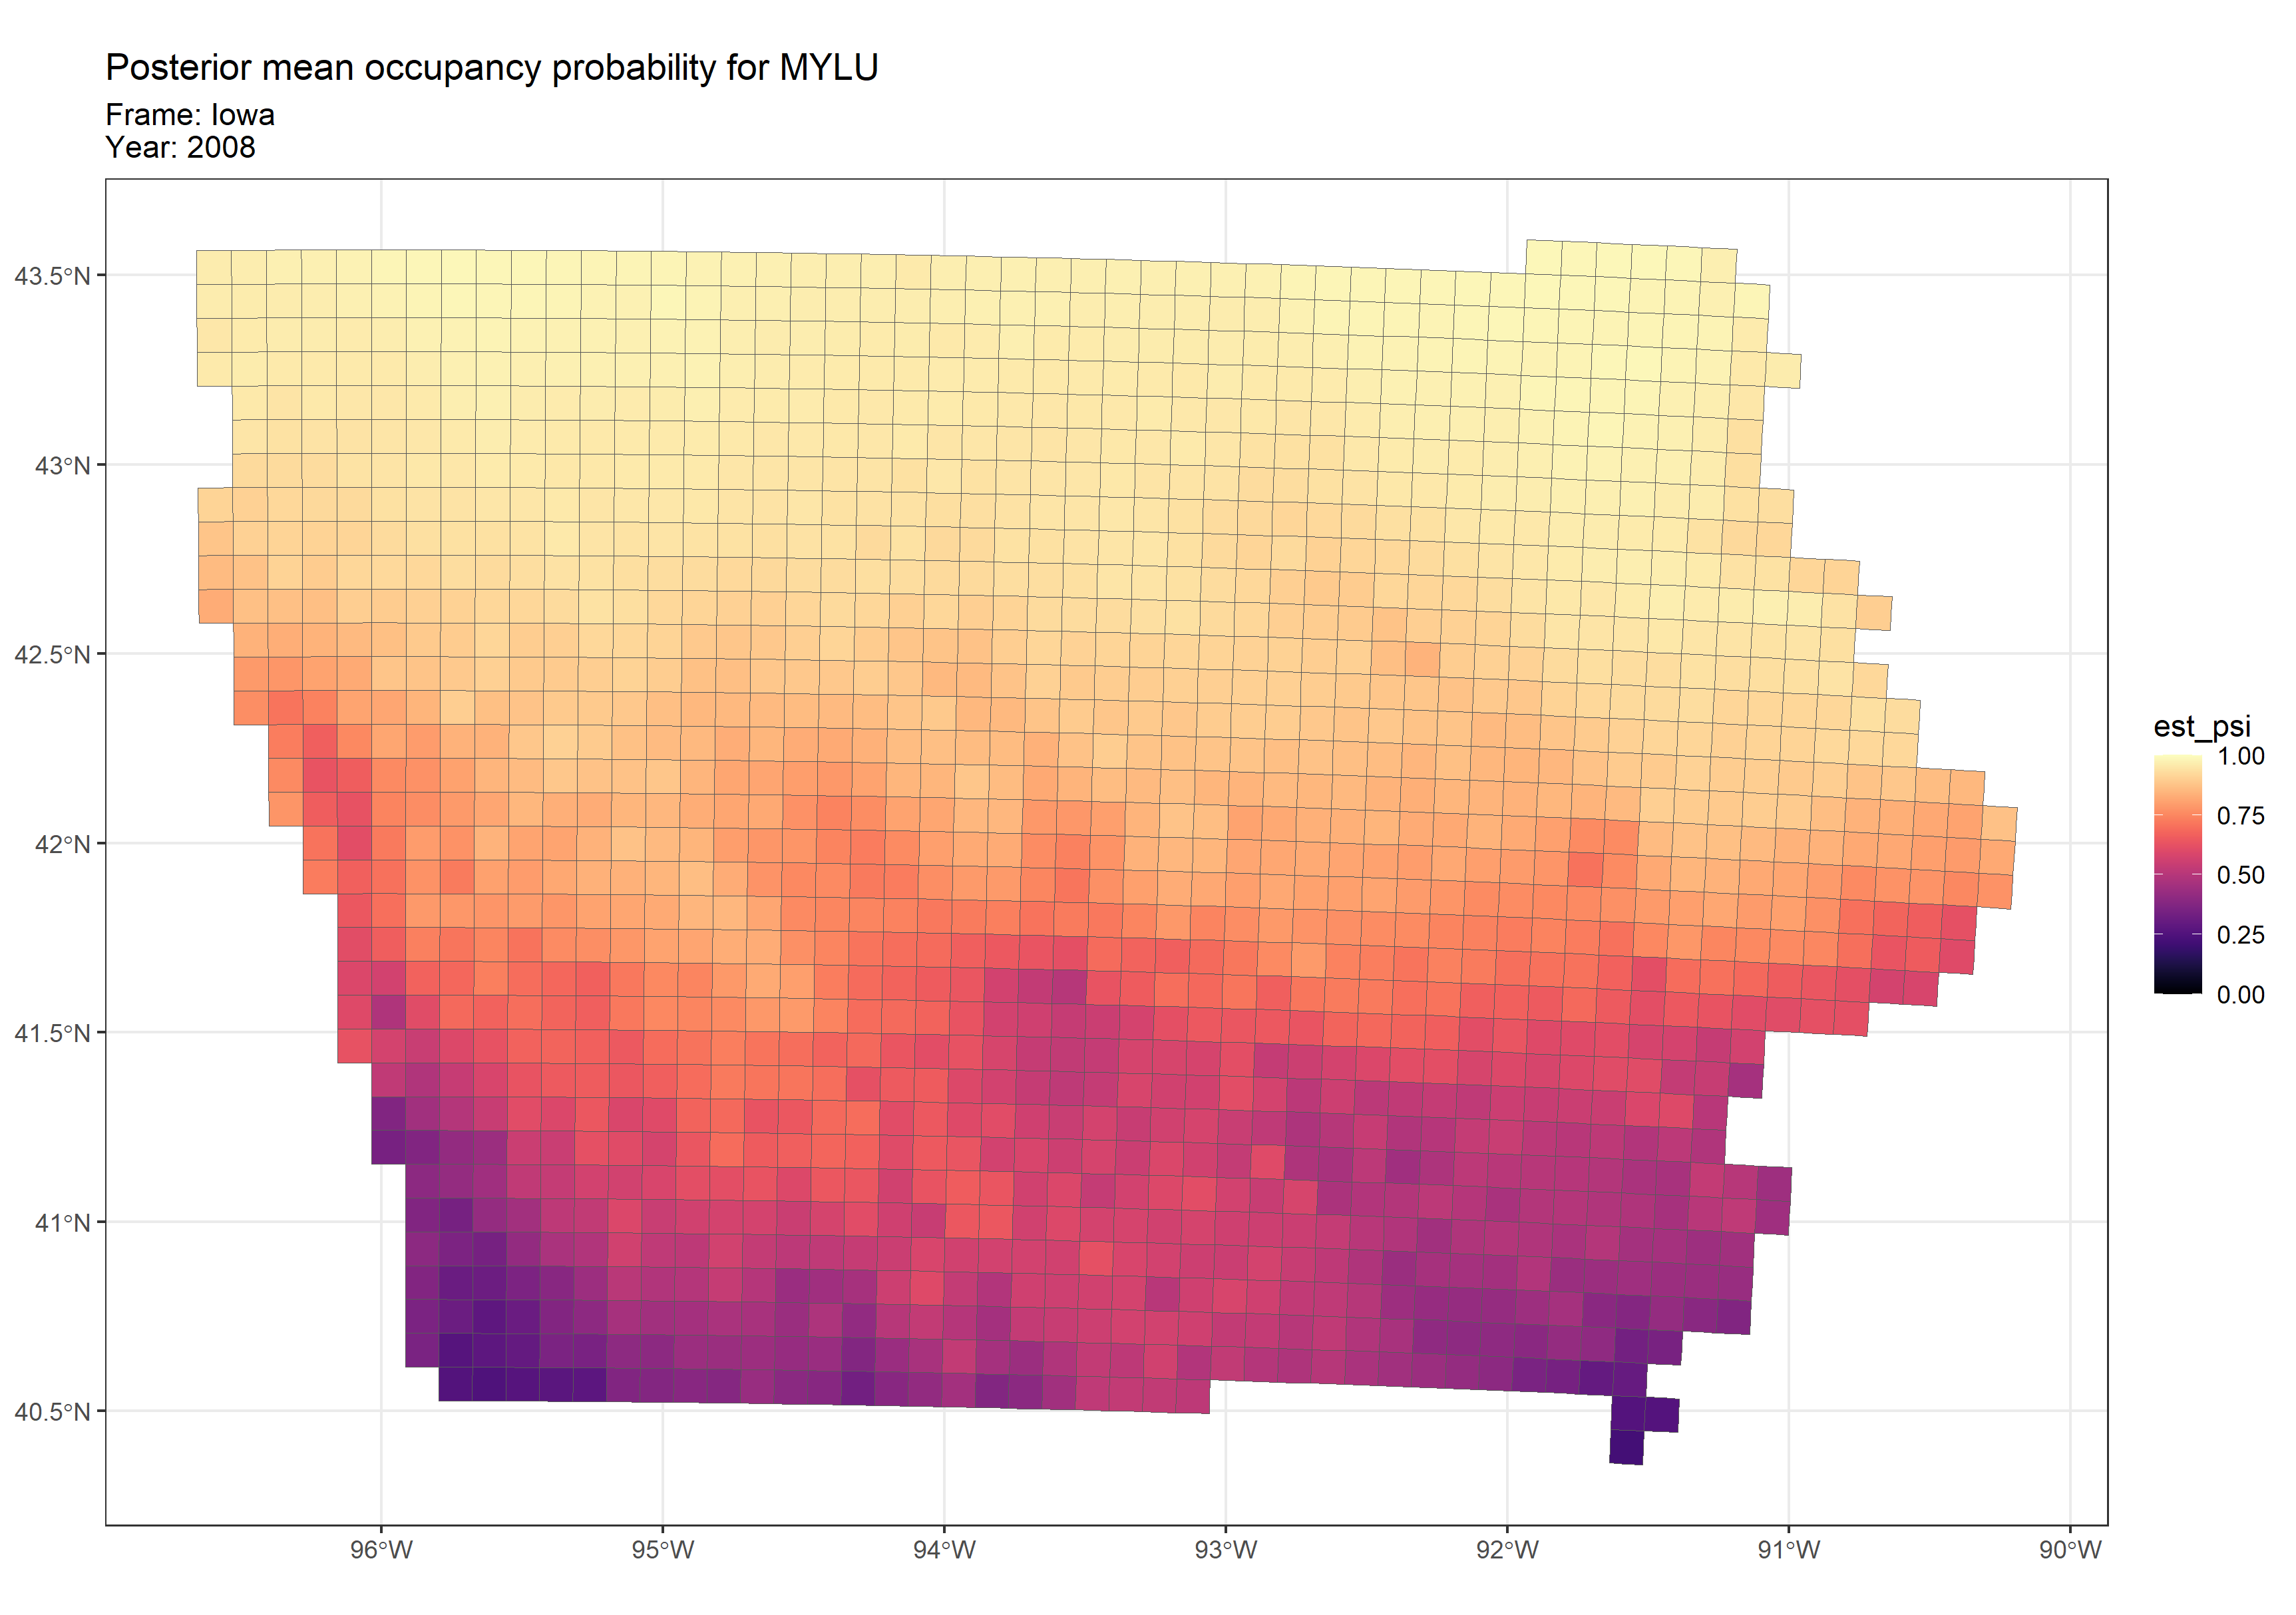 Posterior mean occupancy probability for MYLU
Frame: Iowa
Year: 2008
43.5°N
43°N
42.5°N
42°N
41.5°N
41°N
40.5°N
96°W
95°W
94°W
93°W
92°W
91°W
90°W
est_psi
1.00
0.75
0.50
0.25
0.00